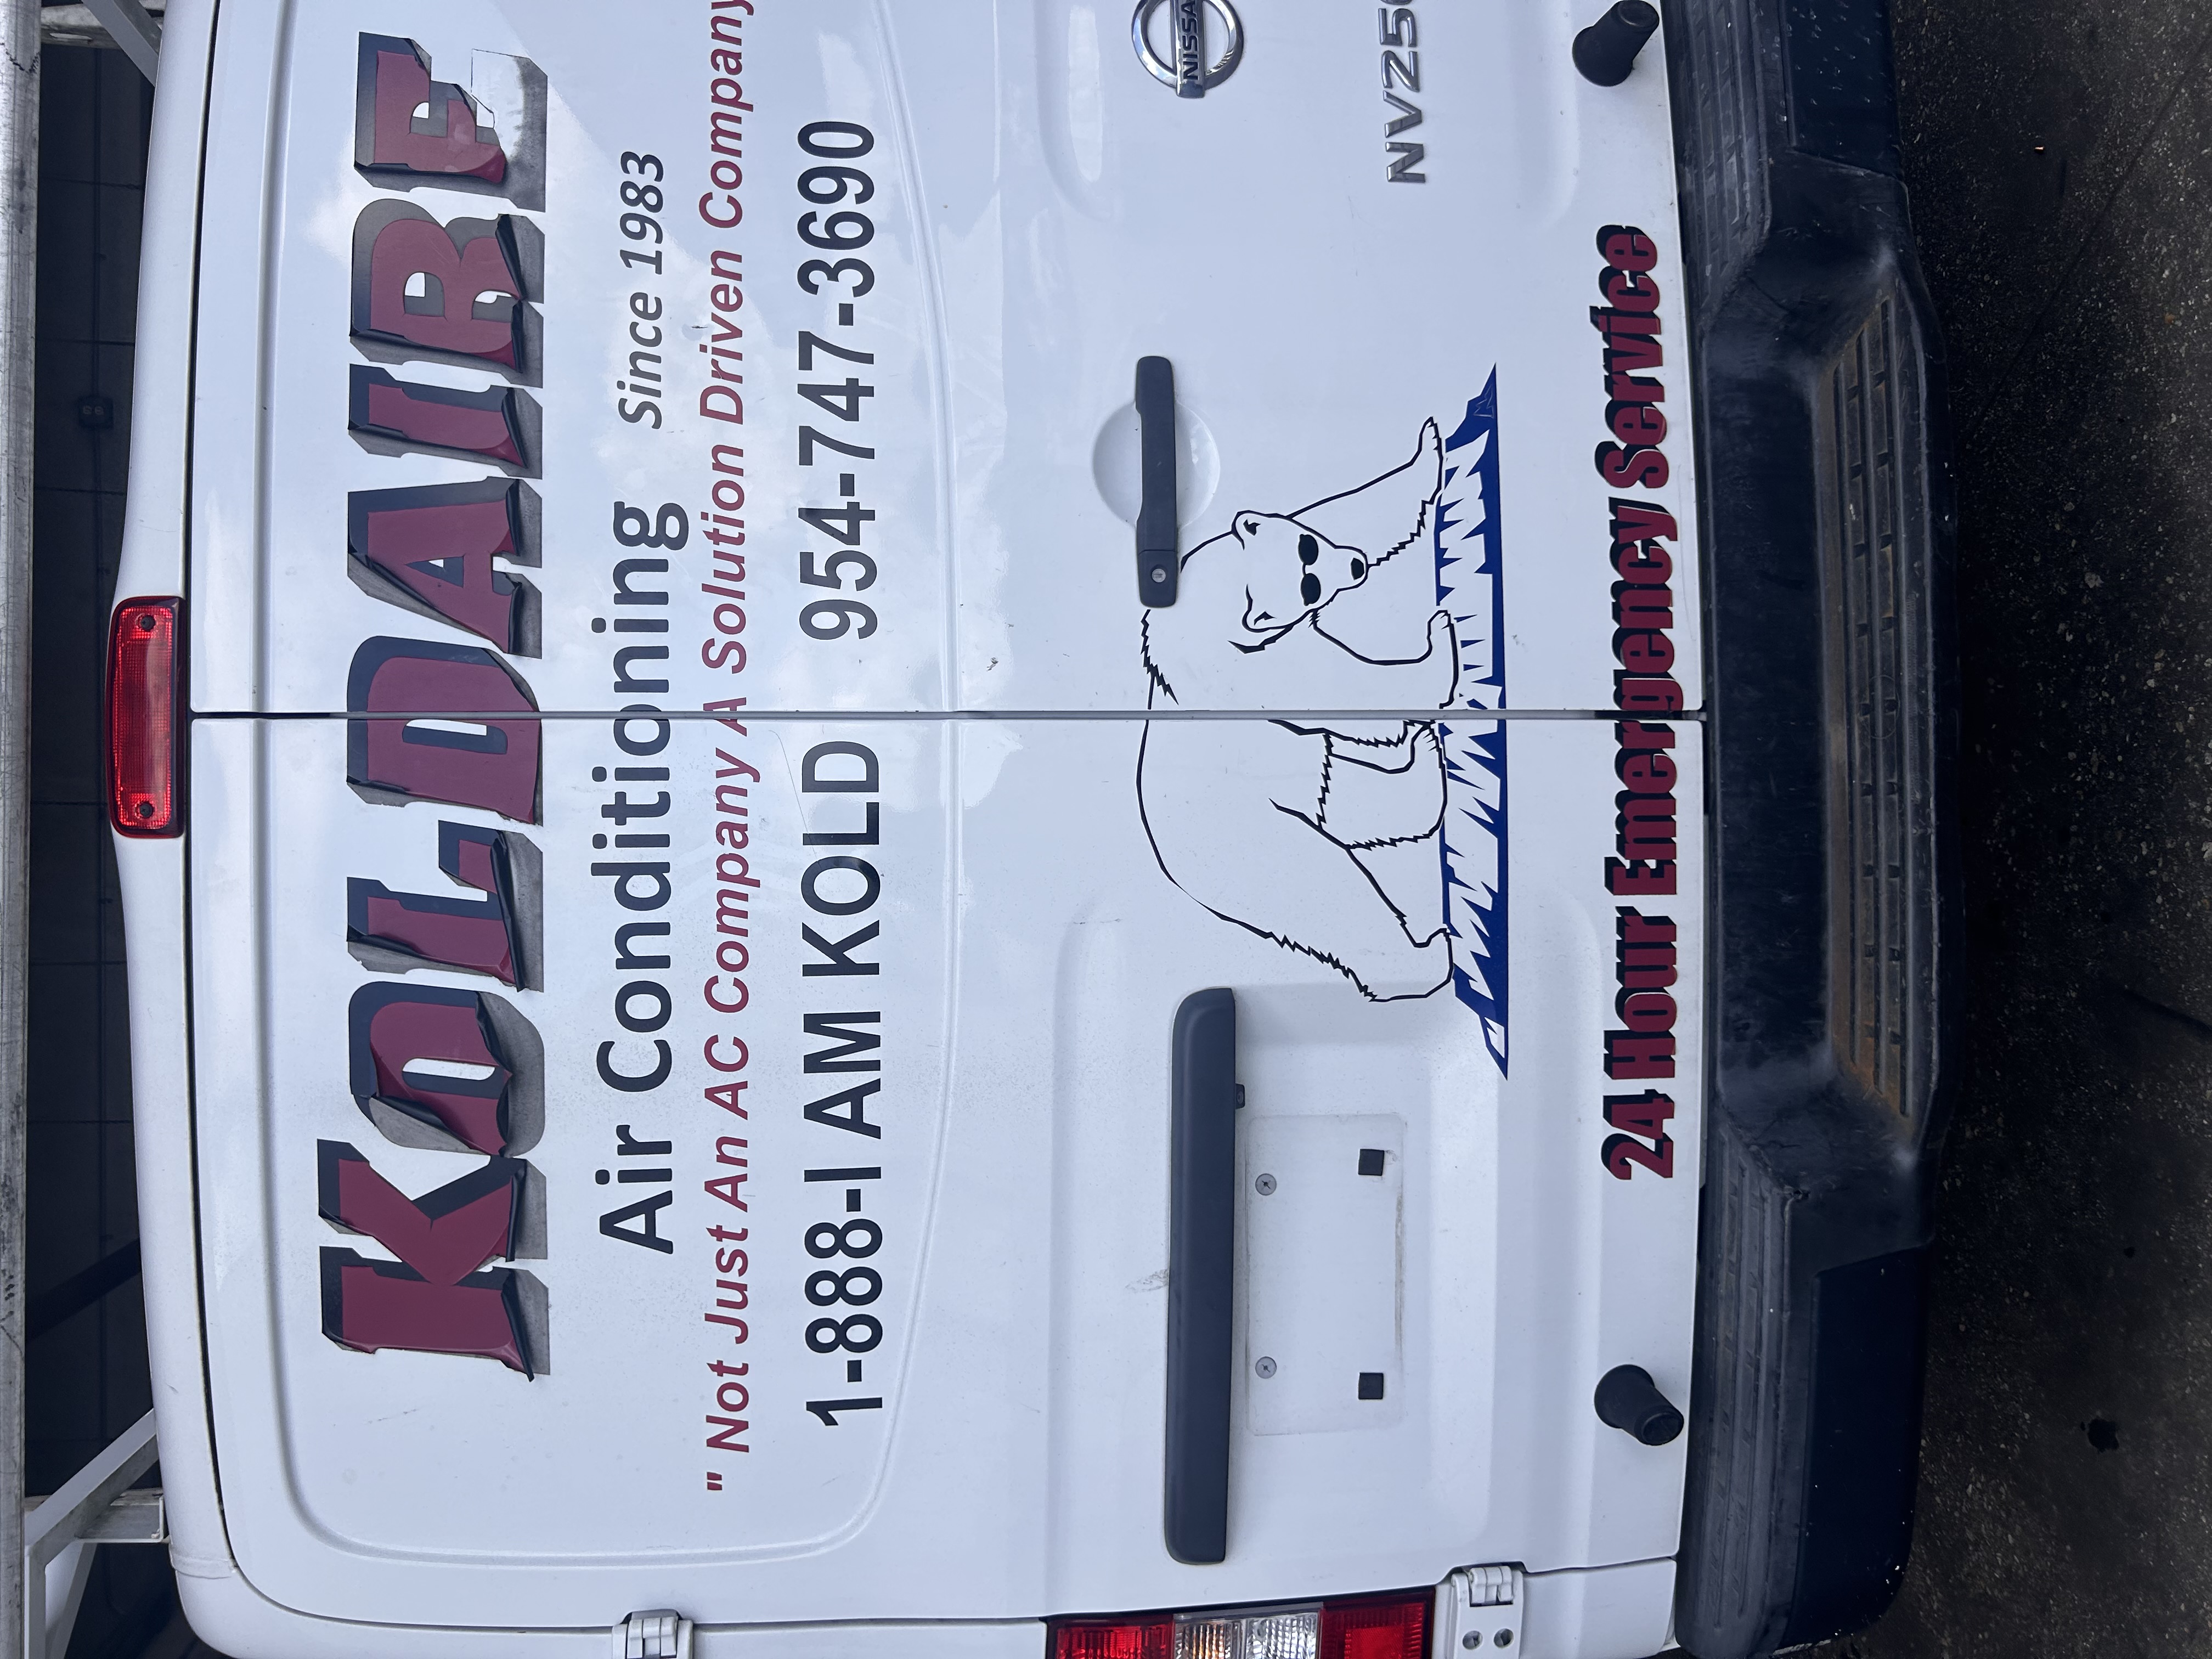 KOLDAIRE
Air Conditioning Since 1983
" Not Just An AC Company A Solution Driven Company
1-888-I AM KOLD 954-747-3690
NISSAN
NV250
24 Hour Emergency Service